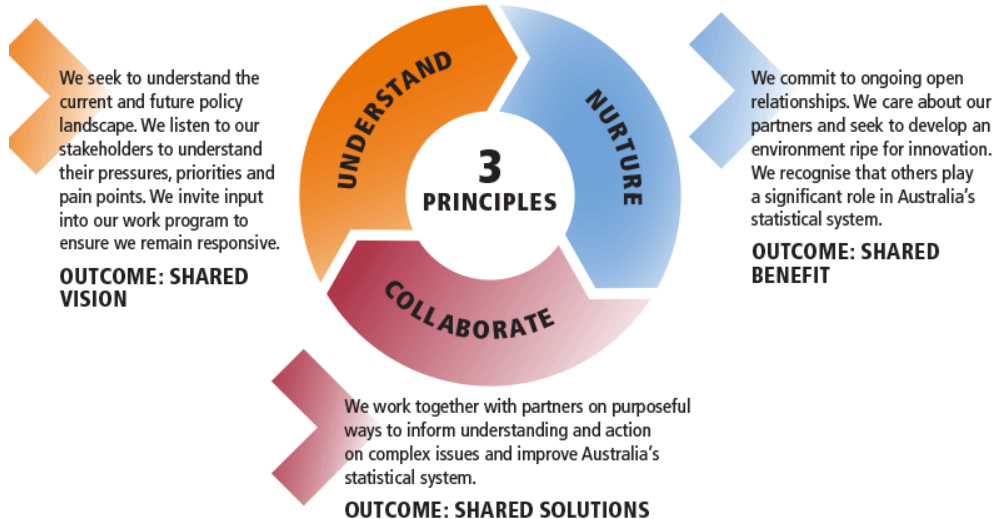 We seek to understand the
current and future policy
landscape. We listen to our
stakeholders to understand
their pressures, priorities and
pain points. We invite input
into our work program to
ensure we remain responsive.
OUTCOME: SHARED
VISION
UNDERSTAND
NURTURE
COLLABORATE
3
PRINCIPLES
We commit to ongoing open
relationships. We care about our
partners and seek to develop an
environment ripe for innovation.
We recognise that others play
a significant role in Australia's
statistical system.
OUTCOME: SHARED
BENEFIT
We work together with partners on purposeful
ways to inform understanding and action
on complex issues and improve Australia's
statistical system.
OUTCOME: SHARED SOLUTIONS